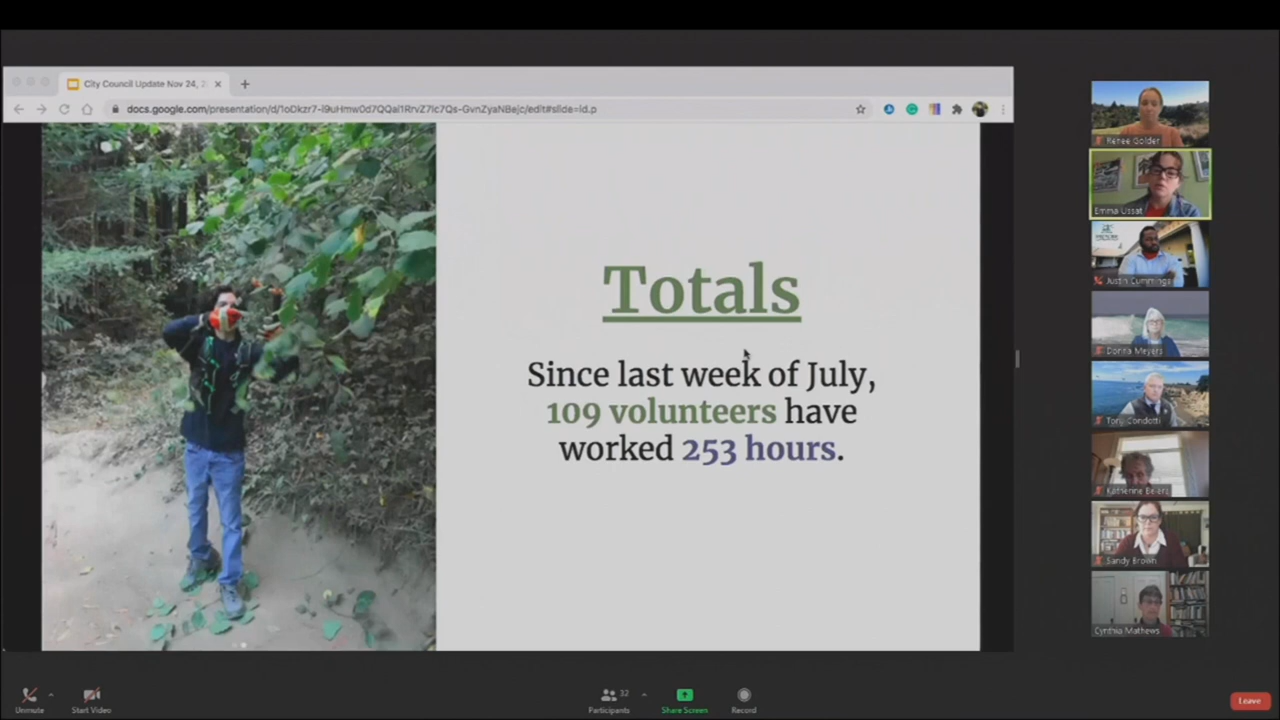 City Council Update Nov 24, 2
docs.google.com/presentation/d/1oDkzr7-l9uHmw0d7QQai1RrvZ7lc7Qs-GvnZyaNBejc/edit#slide=id.p
Totals
Since last week of July,
109 volunteers have
worked 253 hours.
Renee Golder
Emma Ussat
Justin Cummings
Donna Meyers
Tony Condotti
Katherine Beiers
Sandy Brown
Cynthia Mathews
Unmute
Start Video
32
Participants
Share Screen
Record
Leave